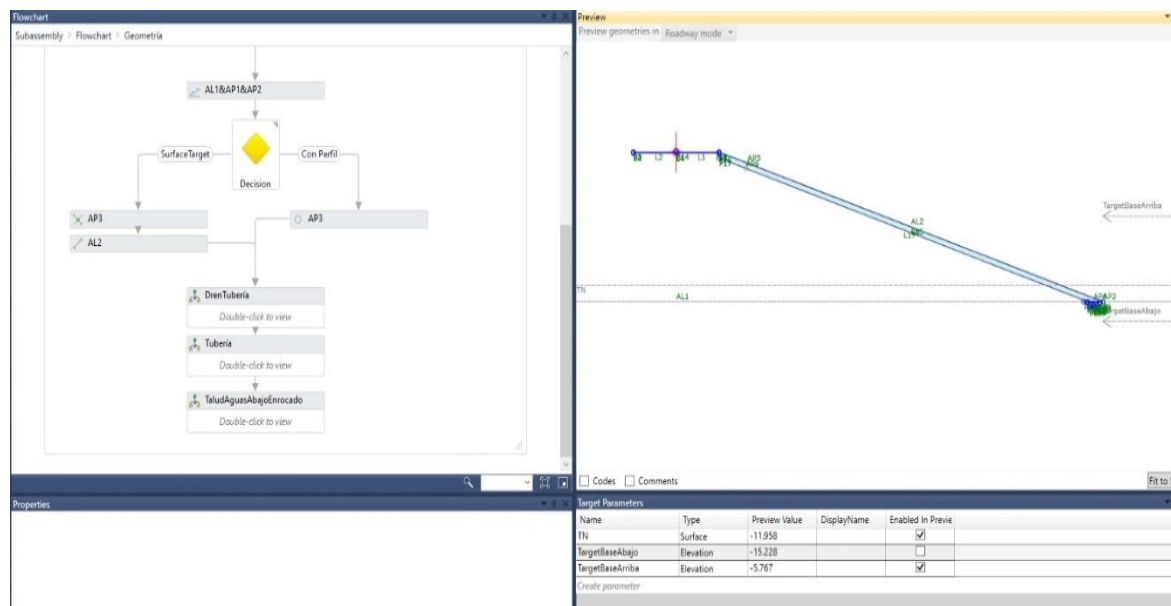 Flowchart
Subassembly > Flowchart > Geometría
AL1&AP1&AP2
SurfaceTarget
Con Perfil
Decision
AP3
AP3
AL2
DrenTubería
Double-click to view
Tubería
Double-click to view
TaludAguasAbajoEnrocado
Double-click to view
Properties
Preview
Preview geometries in Roadway mode
L2
L1
AL2
TargetBaseArriba
TN
AL1
TargetBaseAbajo
Codes
Comments
Fit to
Target Parameters
Name Type Preview Value DisplayName Enabled In Previe
TN Surface -11.958
TargetBaseAbajo Elevation -15.228
TargetBaseArriba Elevation -5.767
Create parameter